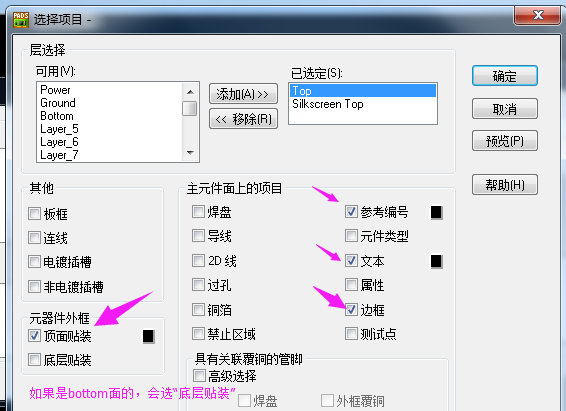 PADS
选择项目 -
层选择
可用(V):
Power
Ground
Bottom
Layer_5
Layer_6
Layer_7
添加(A) >>
<< 移除(R)
已选定(S):
Top
Silkscreen Top
确定
取消
预览(P)
帮助(H)
其他
板框
连线
电镀插槽
非电镀插槽
元器件外框
顶面贴装
底层贴装
主元件面上的项目
焊盘
导线
2D 线
过孔
铜箔
禁止区域
参考编号
元件类型
文本
属性
边框
测试点
具有关联覆铜的管脚
高级选择
焊盘
外框覆铜
如果是bottom面的，会选“底层贴装”